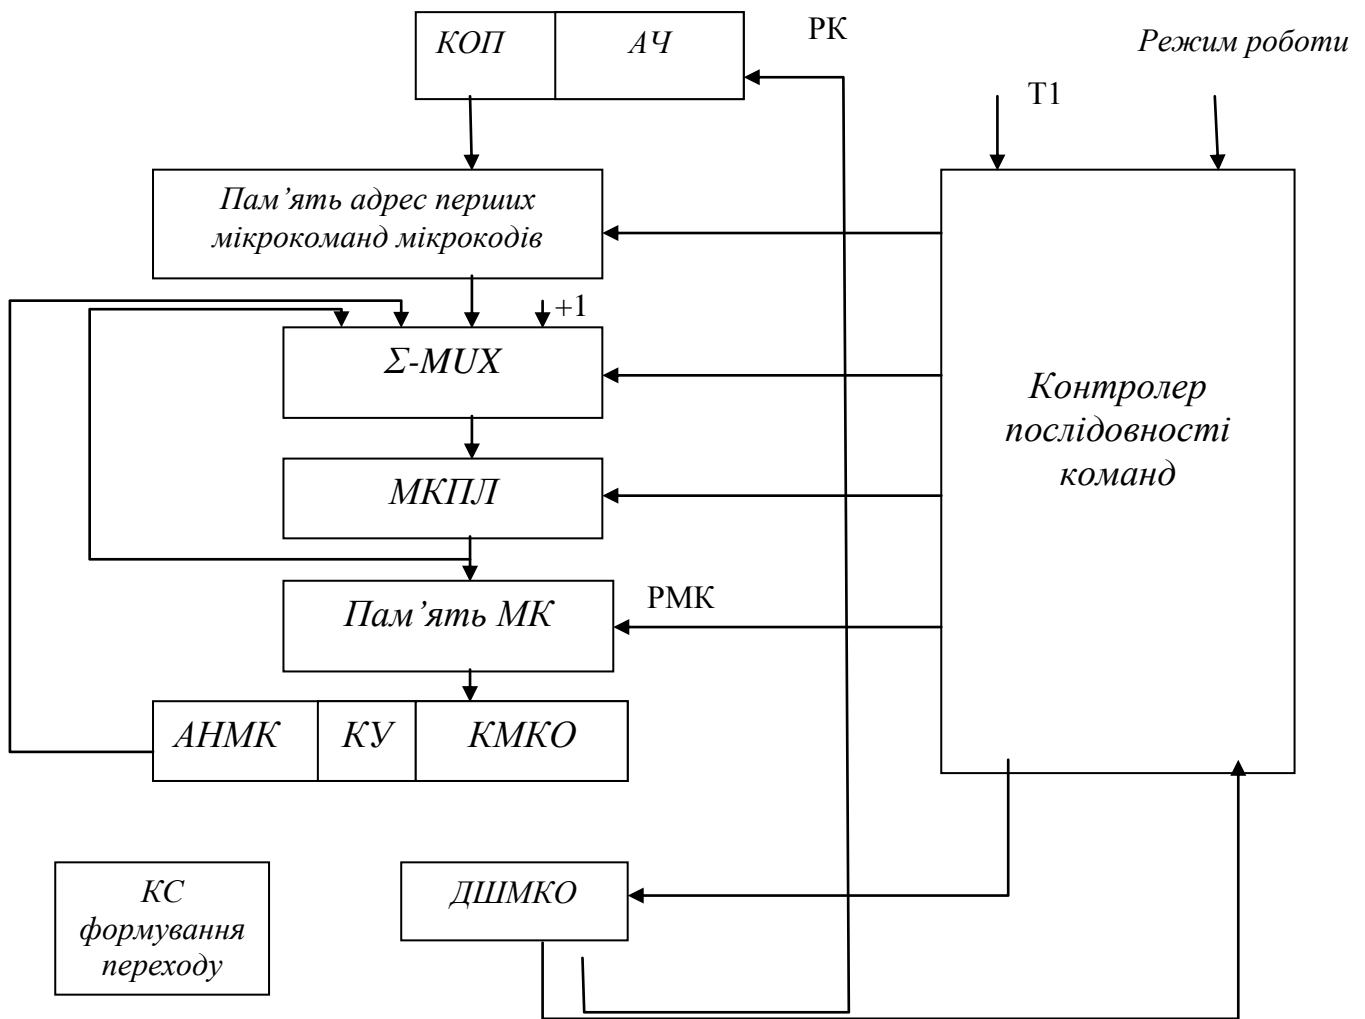 КОП
АЧ
РК
Режим роботи
Т1
Пам’ять адрес перших
мікрокоманд мікрокодів
+1
Σ-MUX
Контролер
послідовності
команд
МКПЛ
Пам’ять МК
РМК
АНМК
КУ
КМКО
КС
формування
переходу
ДШМКО